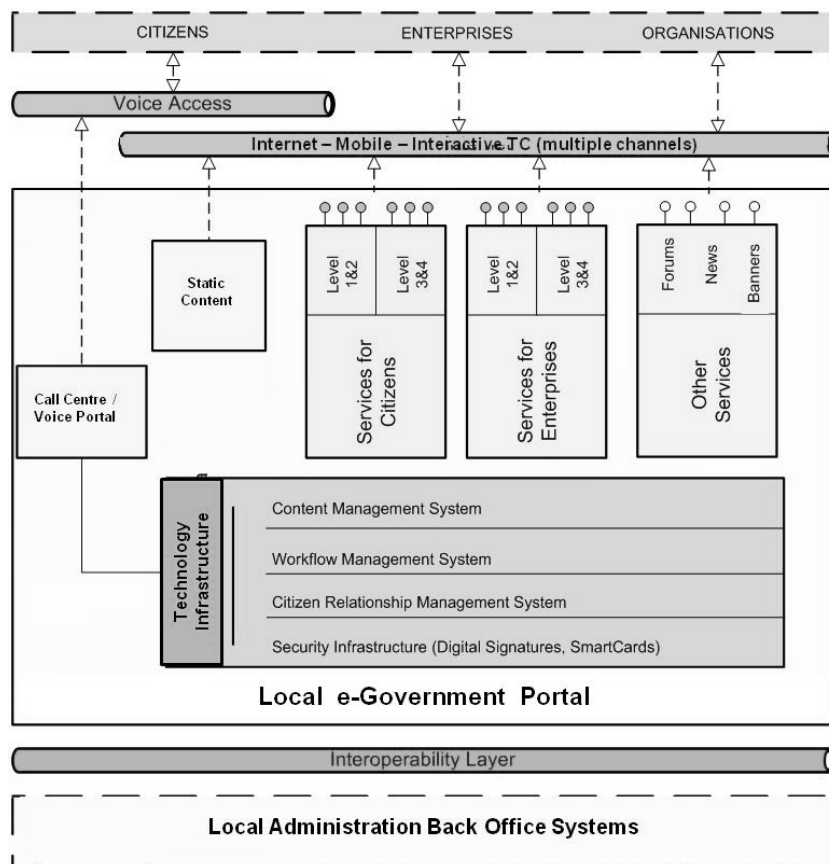 CITIZENS
ENTERPRISES
ORGANISATIONS
Voice Access
Internet – Mobile – Interactive TC (multiple channels)
Static
Content
Call Centre /
Voice Portal
Level
1&2
Level
3&4
Services for
Citizens
Level
1&2
Level
3&4
Services for
Enterprises
Forums
News
Banners
Other
Services
Technology
Infrastructure
Content Management System
Workflow Management System
Citizen Relationship Management System
Security Infrastructure (Digital Signatures, SmartCards)
Local e-Government Portal
Interoperability Layer
Local Administration Back Office Systems